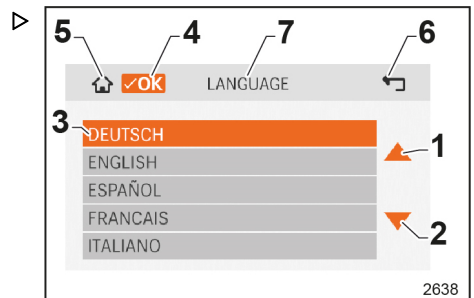 5 4 7 6
✓OK LANGUAGE
3 DEUTSCH
1
ENGLISH
ESPAÑOL
FRANCAIS
2
ITALIANO
2638